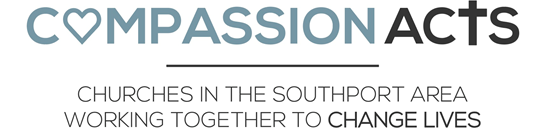 COMPASSION ACTS
CHURCHES IN THE SOUTHPORT AREA
WORKING TOGETHER TO CHANGE LIVES